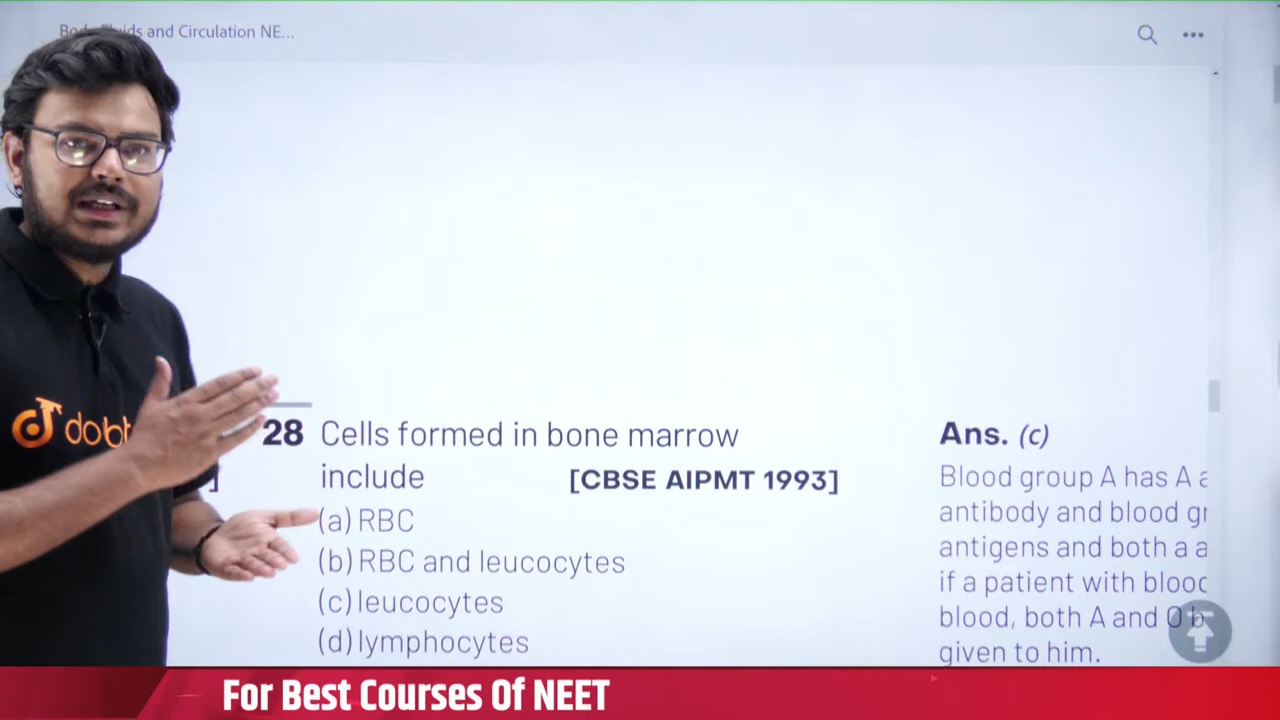 Body Fluids and Circulation NE...
dobt
28 Cells formed in bone marrow
include [CBSE AIPMT 1993]
(a) RBC
(b) RBC and leucocytes
(c) leucocytes
(d) lymphocytes
]
Ans. (c)
Blood group A has A a
antibody and blood gr
antigens and both a a
if a patient with blood
blood, both A and O b
given to him.
For Best Courses Of NEET